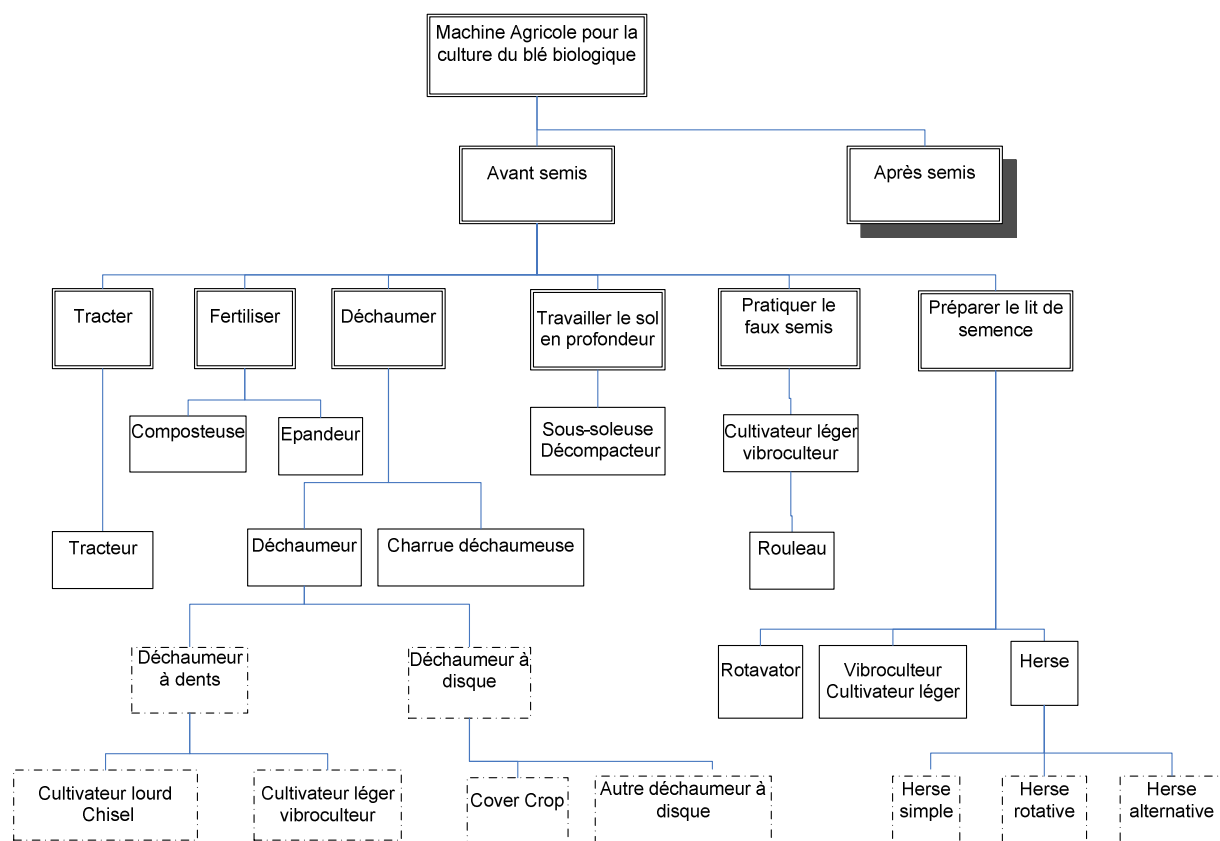 Machine Agricole pour la
culture du blé biologique
Avant semis
Après semis
Tracter
Fertiliser
Déchaumer
Travailler le sol
en profondeur
Pratiquer le
faux semis
Préparer le lit de
semence
Composteuse
Epandeur
Sous-soleuse
Décompacteur
Cultivateur léger
vibroculteur
Tracteur
Déchaumeur
Charrue déchaumeuse
Rouleau
Déchaumeur
à dents
Déchaumeur à
disque
Rotavator
Vibroculteur
Cultivateur léger
Herse
Cultivateur lourd
Chisel
Cultivateur léger
vibroculteur
Cover Crop
Autre déchaumeur à
disque
Herse
simple
Herse
rotative
Herse
alternative